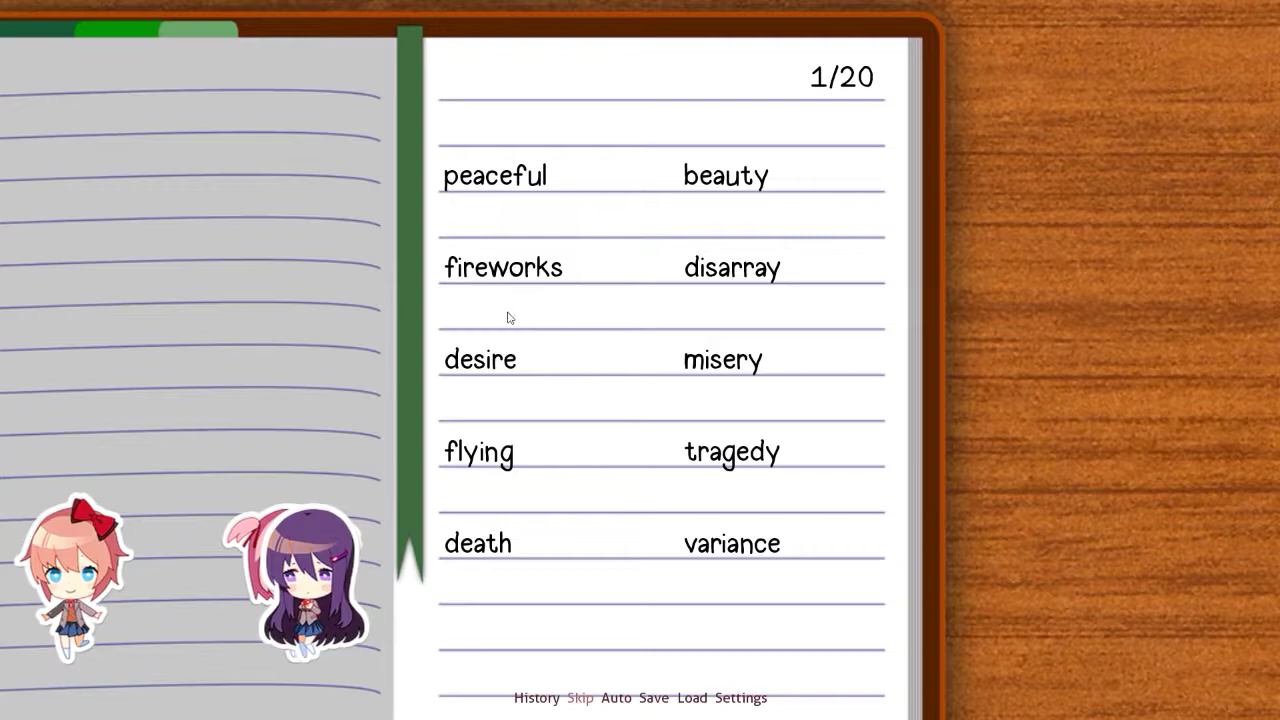 1/20
peaceful beauty
fireworks disarray
desire misery
flying tragedy
death variance
History Skip Auto Save Load Settings